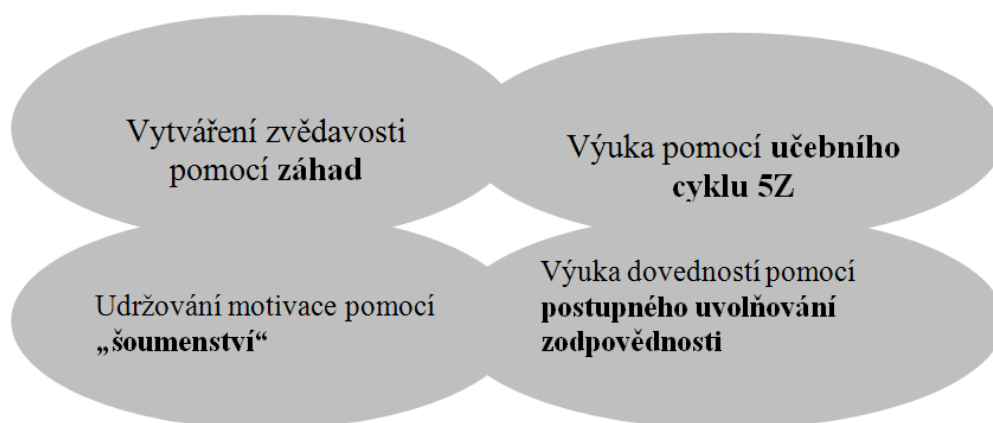 Vytváření zvědavosti
pomocí záhad
Výuka pomocí učebního
cyklu 5Z
Udržování motivace pomocí
„šoumenství“
Výuka dovedností pomocí
postupného uvolňování
zodpovědnosti